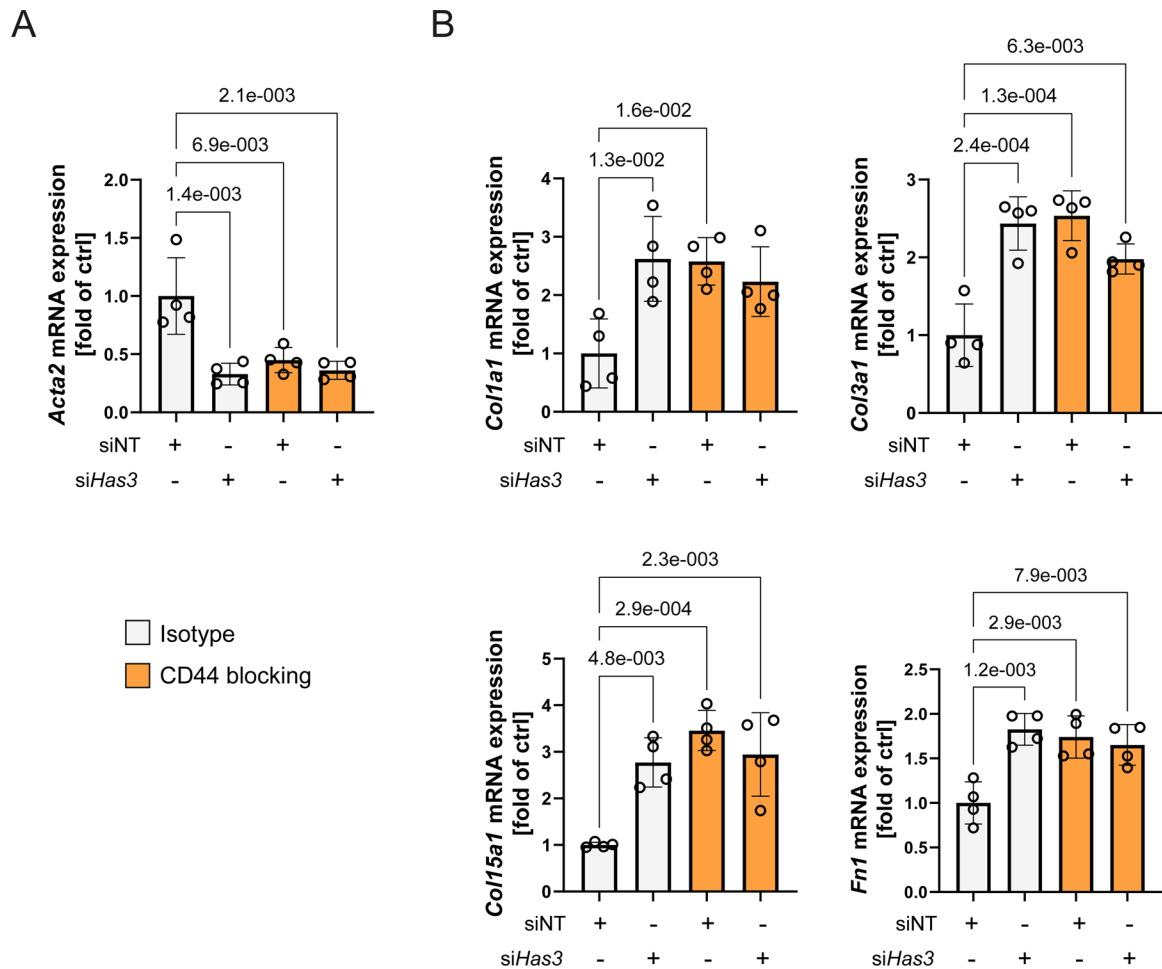 A
2.1e-003
6.9e-003
1.4e-003
Acta2 mRNA expression
[fold of ctrl]
2.0
1.5
1.0
0.5
0.0
siNT + - + -
siHas3 - + - +
B
1.6e-002
1.3e-002
Col1a1 mRNA expression
[fold of ctrl]
4
3
2
1
0
siNT + - + -
siHas3 - + - +
6.3e-003
1.3e-004
2.4e-004
Col3a1 mRNA expression
[fold of ctrl]
3
2
1
0
siNT + - + -
siHas3 - + - +
Isotype
CD44 blocking
2.3e-003
2.9e-004
4.8e-003
Col15a1 mRNA expression
[fold of ctrl]
5
4
3
2
1
0
siNT + - + -
siHas3 - + - +
7.9e-003
2.9e-003
1.2e-003
Fn1 mRNA expression
[fold of ctrl]
2.5
2.0
1.5
1.0
0.5
0.0
siNT + - + -
siHas3 - + - +